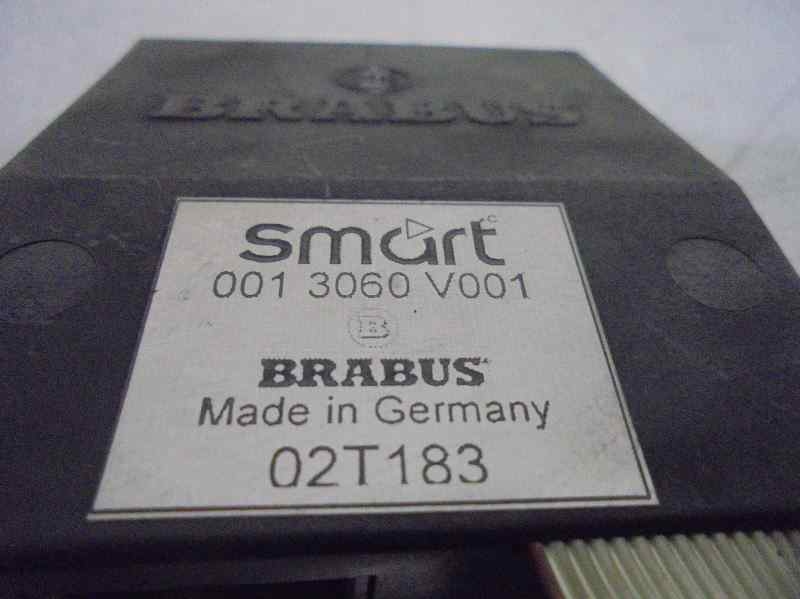 BRABUS
smart
001 3060 V001
B
BRABUS
Made in Germany
02T183